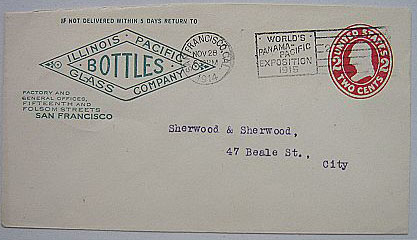 IF NOT DELIVERED WITHIN 5 DAYS RETURN TO
ILLINOIS PACIFIC
BOTTLES
GLASS COMPANY
FACTORY AND
GENERAL OFFICES,
FIFTEENTH AND
FOLSOM STREETS
SAN FRANCISCO
FRANCISCO, CAL.
NOV 28
1914
WORLD'S
PANAMA-PACIFIC
EXPOSITION
1915
UNITED STATES
2 TWO CENTS 2
Sherwood & Sherwood,
47 Beale St.,
City